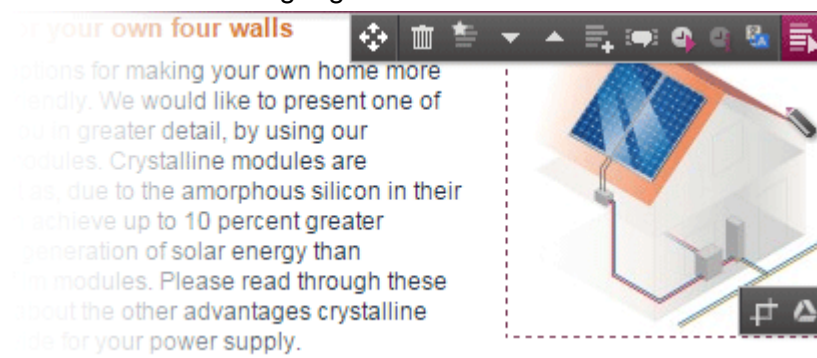 your own four walls
for making your own home more
We would like to present one of
in greater detail, by using our
Crystalline modules are
as, due to the amorphous silicon in their
achieve up to 10 percent greater
generation of solar energy than
modules. Please read through these
about the other advantages crystalline
for your power supply.